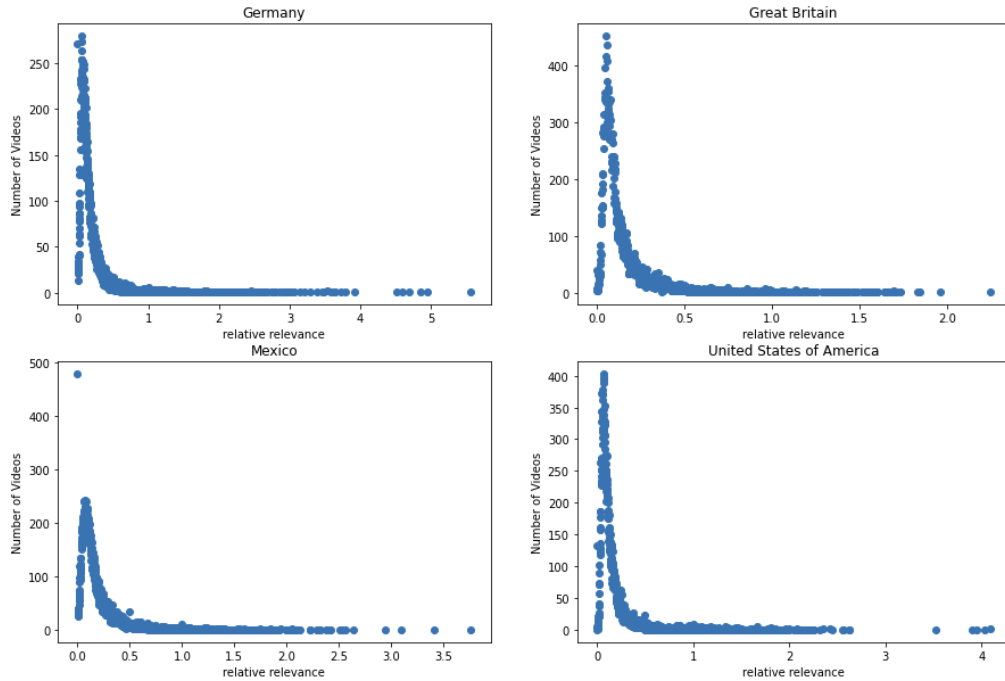 Germany
Number of Videos
250
200
150
100
50
0
0 1 2 3 4 5
relative relevance
Great Britain
Number of Videos
400
300
200
100
0
0.0 0.5 1.0 1.5 2.0
relative relevance
Mexico
Number of Videos
500
400
300
200
100
0
0.0 0.5 1.0 1.5 2.0 2.5 3.0 3.5
relative relevance
United States of America
Number of Videos
400
350
300
250
200
150
100
50
0
0 1 2 3 4
relative relevance